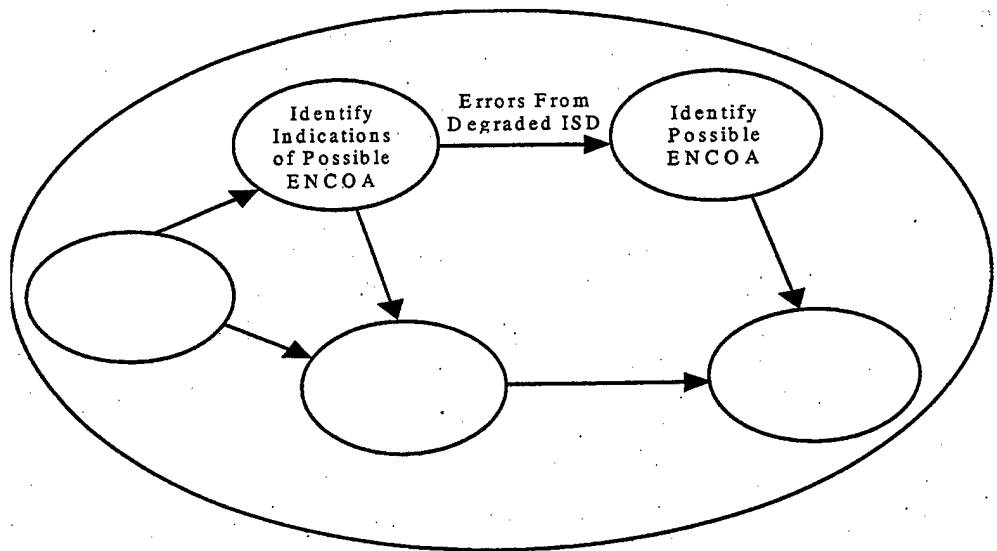 Identify
Indications
of Possible
ENCOA
Errors From
Degraded ISD
Identify
Possible
ENCOA